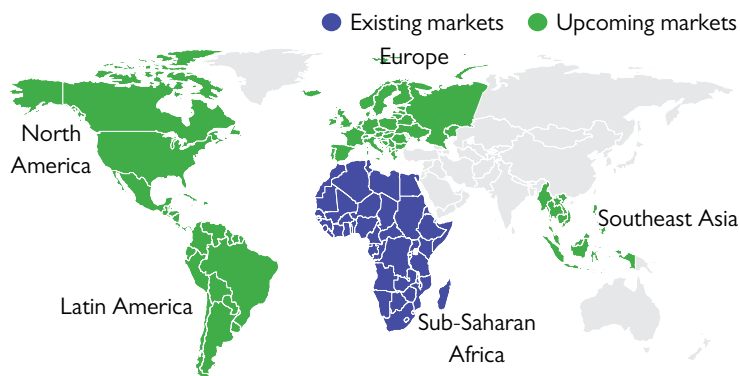 Existing markets
Upcoming markets
Europe
North
America
Southeast Asia
Latin America
Sub-Saharan
Africa